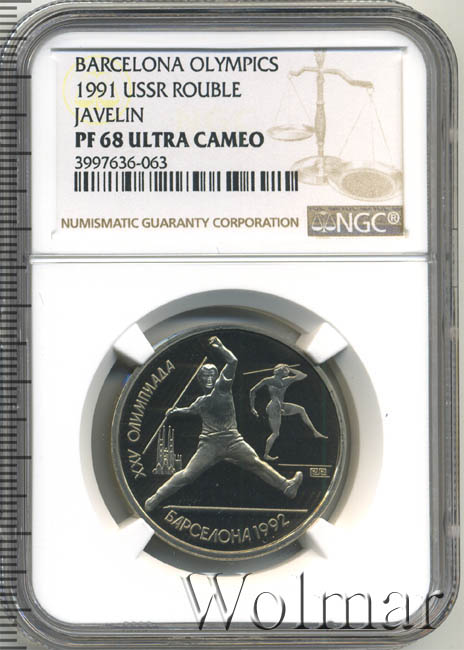 BARCELONA OLYMPICS
1991 USSR ROUBLE
JAVELIN
PF 68 ULTRA CAMEO
3997636-063
NUMISMATIC GUARANTY CORPORATION
NGC®
XXV ОЛИМПИАДА
БАРСЕЛОНА 1992
Wolmar